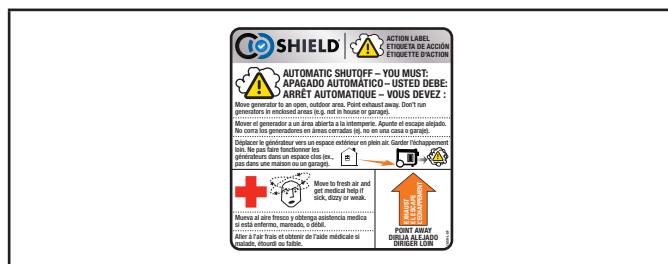 CO SHIELD®
ACTION LABEL
ETIQUETA DE ACCIÓN
ÉTIQUETTE D'ACTION
AUTOMATIC SHUTOFF – YOU MUST:
APAGADO AUTOMÁTICO – USTED DEBE:
ARRÊT AUTOMATIQUE – VOUS DEVEZ :
Move generator to an open, outdoor area. Point exhaust away. Don't run
generators in enclosed areas (e.g. not in house or garage).
Mover el generador a un área abierta a la intemperie. Apunte el escape alejado.
No corra los generadores en áreas cerradas (ej. no en una casa o garaje).
Déplacer le générateur vers un espace extérieur en plein air. Garder l'échappement
loin. Ne pas faire fonctionner les
générateurs dans un espace clos (ex.,
pas dans une maison ou un garage).
Move to fresh air and
get medical help if
sick, dizzy or weak.
Mueva al aire fresco y obtenga asistencia medica
si está enfermo, mareado, o débil.
Aller à l'air frais et obtenir de l'aide médicale si
malade, étourdi ou faible.
EXHAUST
EL ESCAPE
L'ÉCHAPPEMENT
POINT AWAY
DIRIJA ALEJADO
DIRIGER LOIN